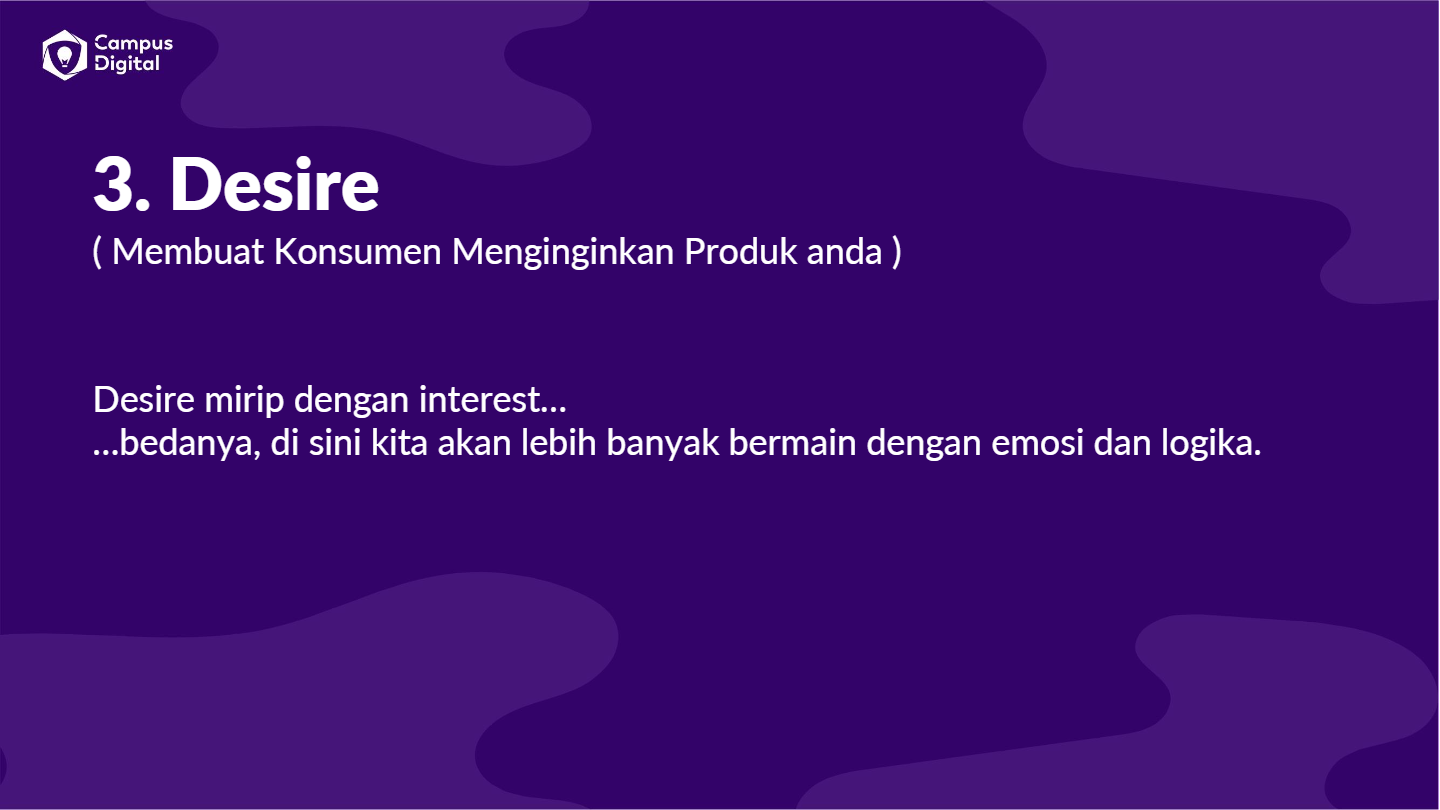 Campus
Digital
3. Desire
( Membuat Konsumen Menginginkan Produk anda )
Desire mirip dengan interest...
...bedanya, di sini kita akan lebih banyak bermain dengan emosi dan logika.